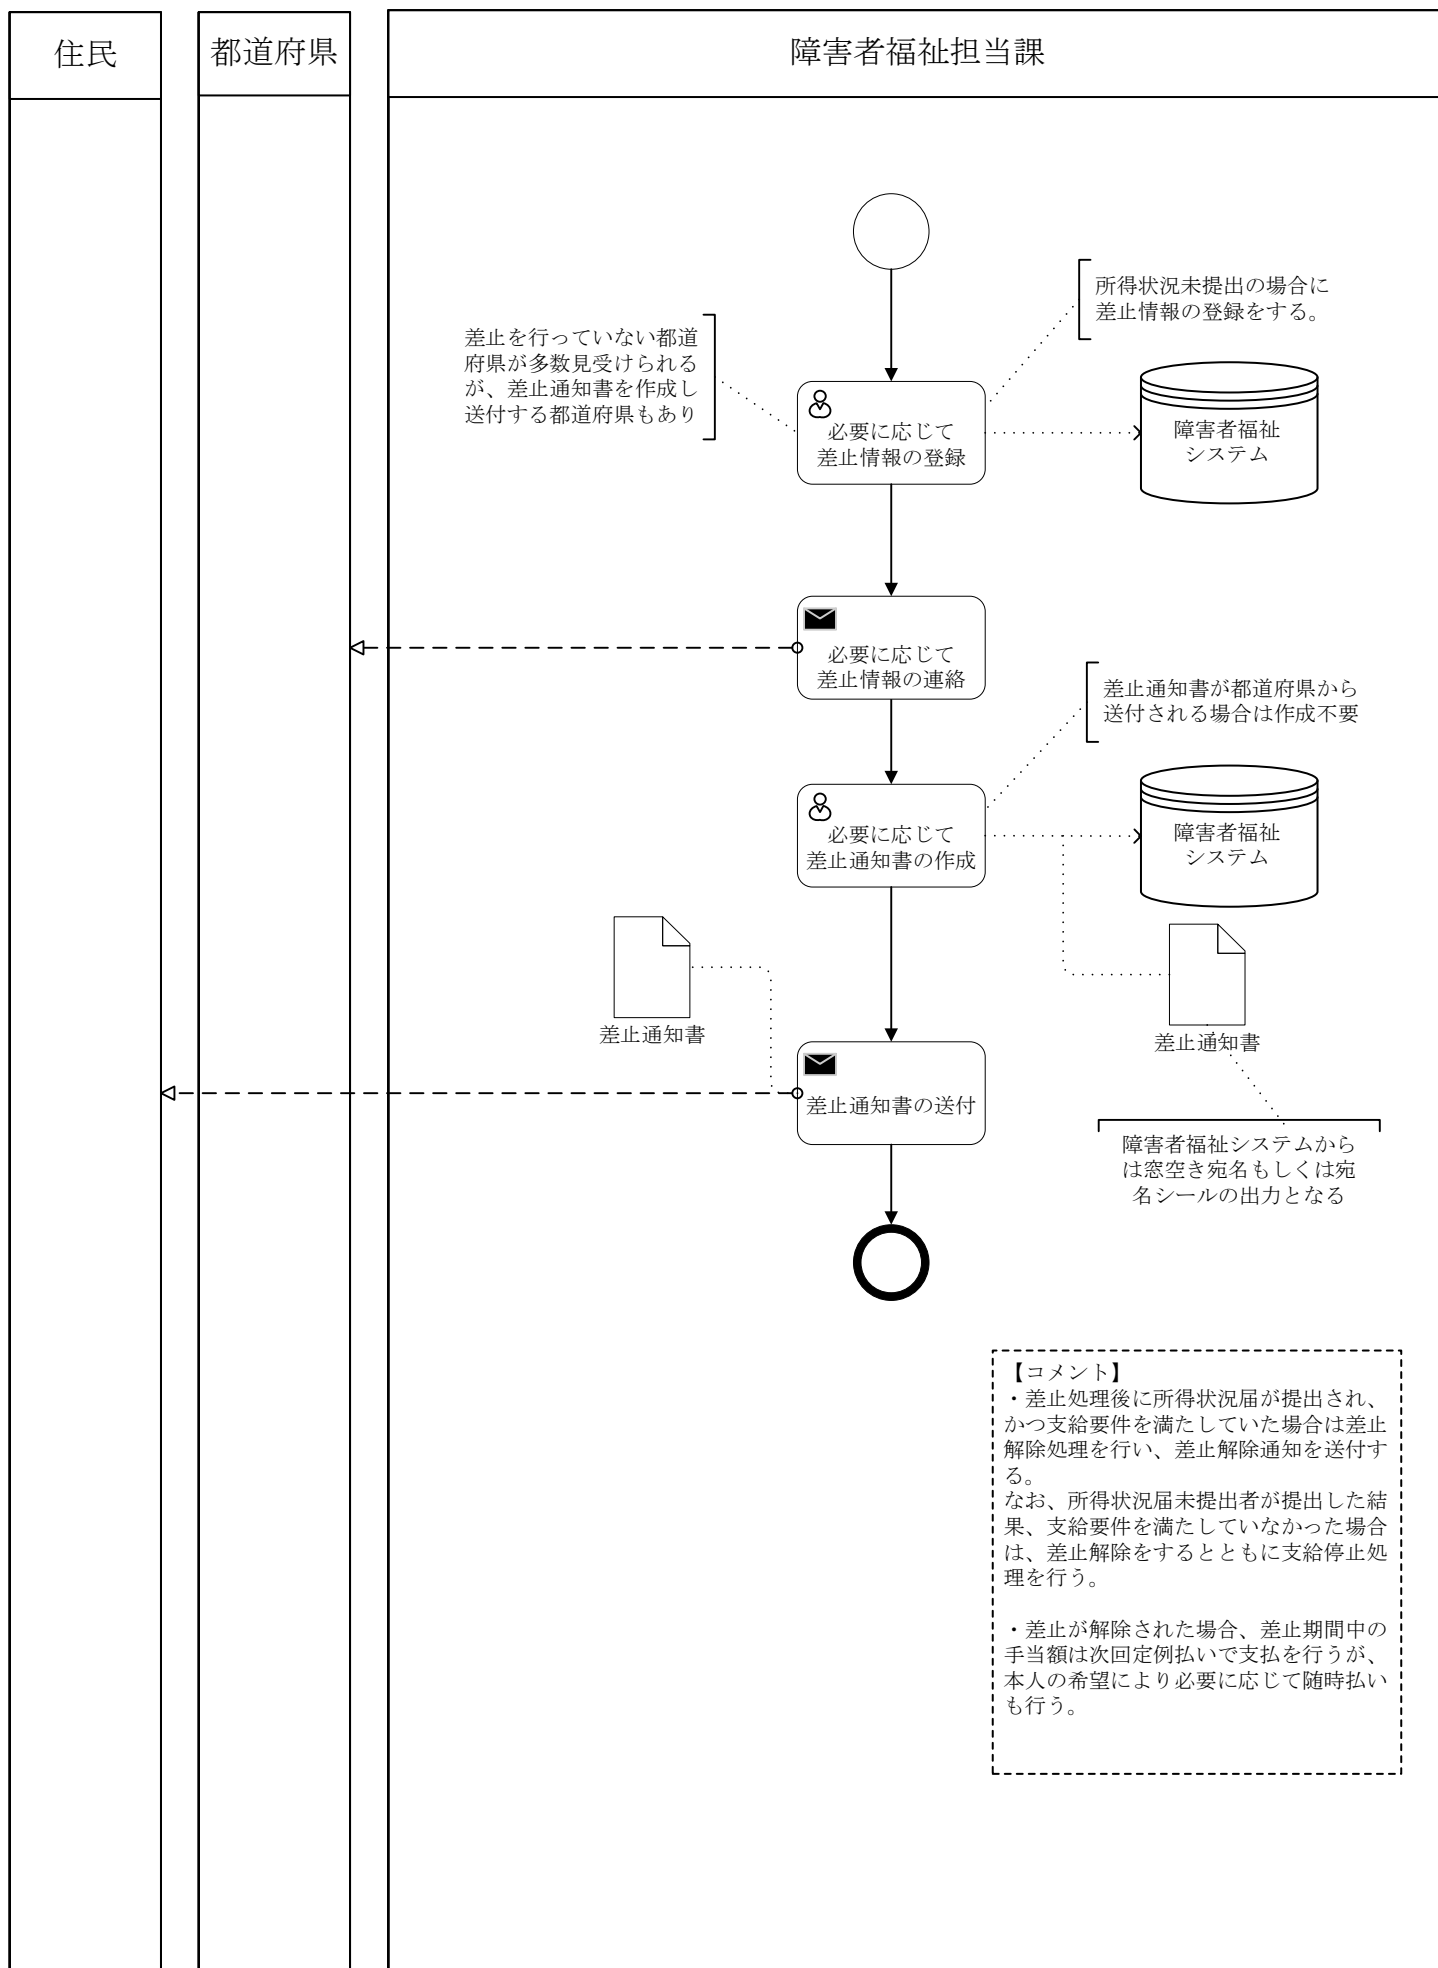 住民
都道府県
障害者福祉担当課
所得状況未提出の場合に
差止情報の登録をする。
差止を行っていない都道
府県が多数見受けられる
が、差止通知書を作成し
送付する都道府県もあり
必要に応じて
差止情報の登録
障害者福祉
システム
必要に応じて
差止情報の連絡
差止通知書が都道府県から
送付される場合は作成不要
必要に応じて
差止通知書の作成
障害者福祉
システム
差止通知書
差止通知書
差止通知書の送付
障害者福祉システムから
は窓空き宛名もしくは宛
名シールの出力となる
【コメント】
・差止処理後に所得状況届が提出され、
かつ支給要件を満たしていた場合は差止
解除処理を行い、差止解除通知を送付す
る。
なお、所得状況届未提出者が提出した結
果、支給要件を満たしていなかった場合
は、差止解除をするとともに支給停止処
理を行う。
・差止が解除された場合、差止期間中の
手当額は次回定例払いで支払を行うが、
本人の希望により必要に応じて随時払い
も行う。